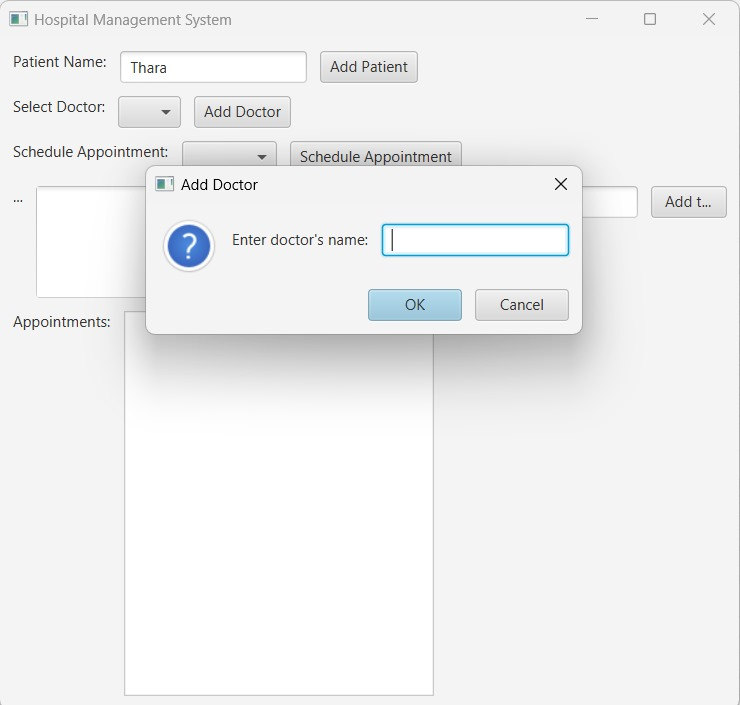 Hospital Management System
Patient Name: Thara Add Patient
Select Doctor: Add Doctor
Schedule Appointment: Schedule Appointment
Add Doctor
... Add t...
Enter doctor's name:
OK Cancel
Appointments: